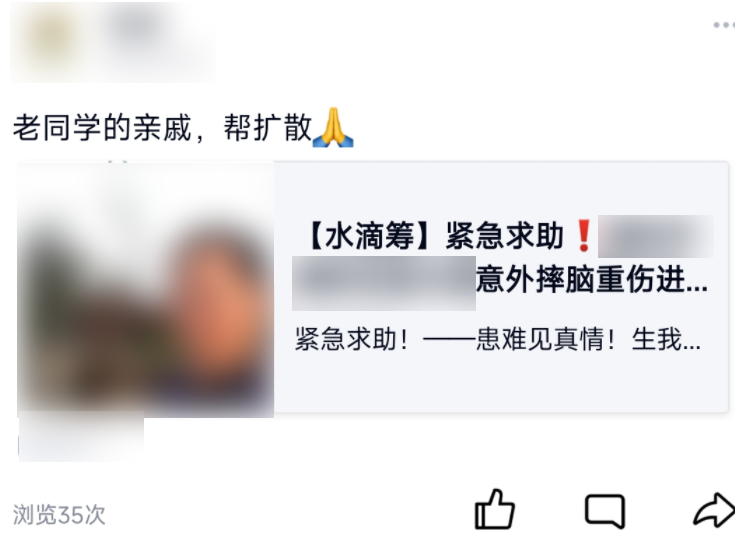 老同学的亲戚，帮扩散🙏
【水滴筹】紧急求助❗
意外摔脑重伤进...
紧急求助！——患难见真情！生我...
浏览35次